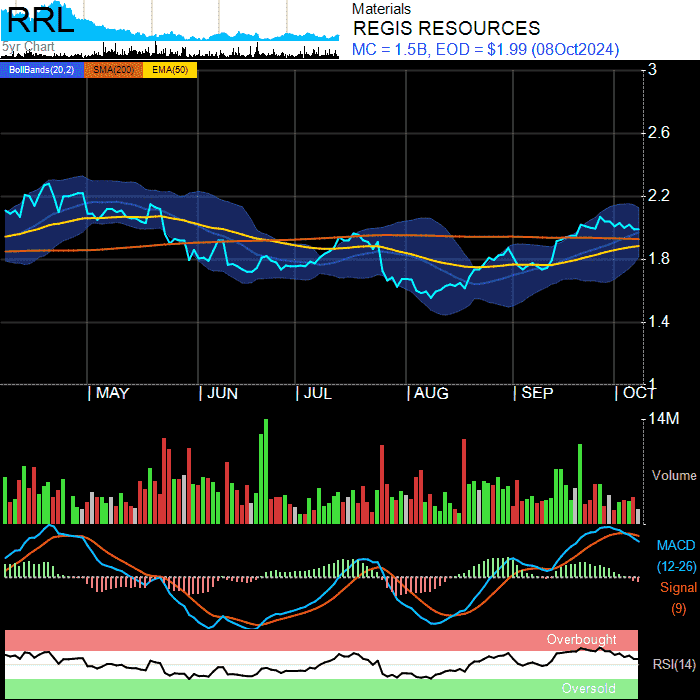 RRL
5yr Chart
Materials
REGIS RESOURCES
MC = 1.5B, EOD = $1.99 (08Oct2024)
BollBands(20,2) SMA(200) EMA(50)
3
2.6
2.2
1.8
1.4
1
MAY JUN JUL AUG SEP OCT
14M
Volume
MACD
(12-26)
Signal
(9)
Overbought
RSI(14)
Oversold